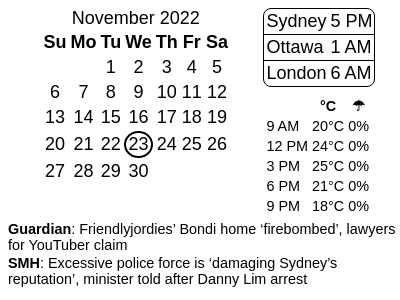 November 2022
Su Mo Tu We Th Fr Sa
1 2 3 4 5
6 7 8 9 10 11 12
13 14 15 16 17 18 19
20 21 22 23 24 25 26
27 28 29 30
Sydney 5 PM
Ottawa 1 AM
London 6 AM
°C ☂
9 AM 20°C 0%
12 PM 24°C 0%
3 PM 25°C 0%
6 PM 21°C 0%
9 PM 18°C 0%
Guardian: Friendlyjordies’ Bondi home ‘firebombed’, lawyers
for YouTuber claim
SMH: Excessive police force is ‘damaging Sydney’s
reputation’, minister told after Danny Lim arrest